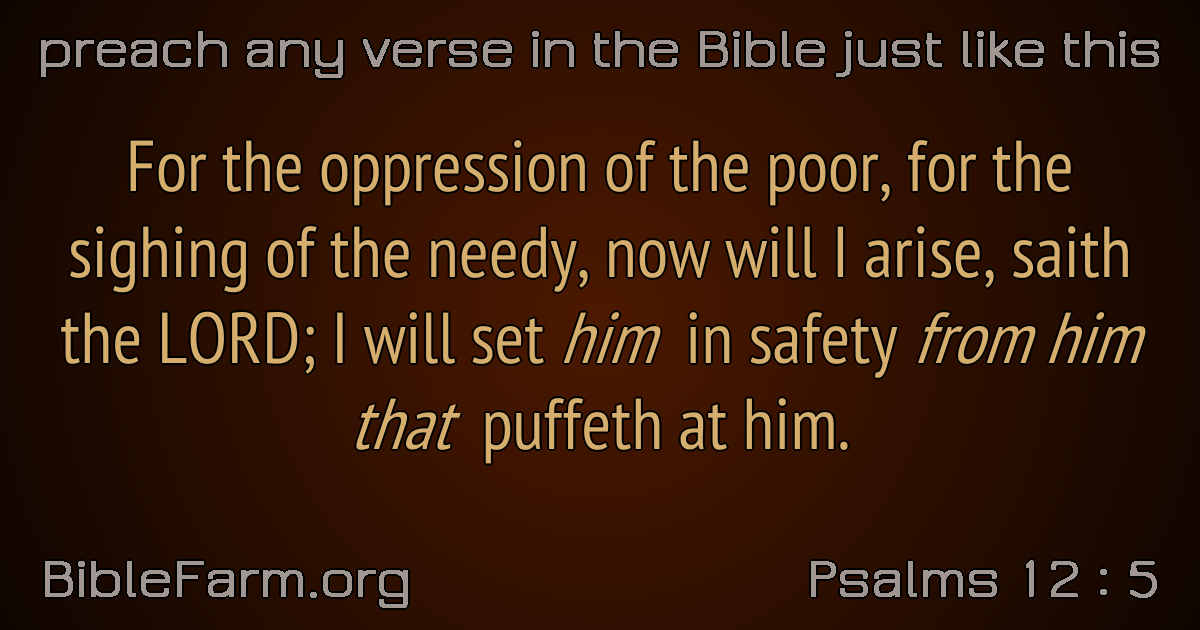 preach any verse in the Bible just like this
For the oppression of the poor, for the
sighing of the needy, now will I arise, saith
the LORD; I will set him in safety from him
that puffeth at him.
BibleFarm.org
Psalms 12 : 5